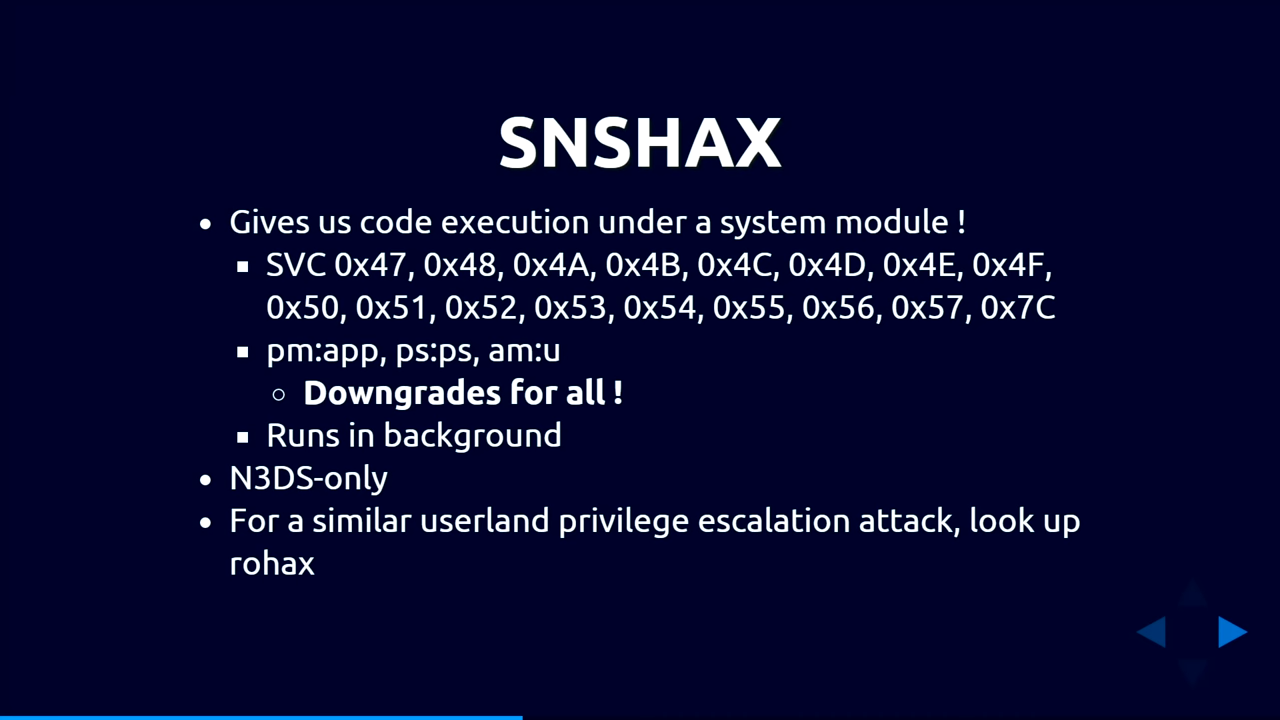 SNSHAX
Gives us code execution under a system module !
SVC 0x47, 0x48, 0x4A, 0x4B, 0x4C, 0x4D, 0x4E, 0x4F,
0x50, 0x51, 0x52, 0x53, 0x54, 0x55, 0x56, 0x57, 0x7C
pm:app, ps:ps, am:u
Downgrades for all !
Runs in background
N3DS-only
For a similar userland privilege escalation attack, look up
rohax